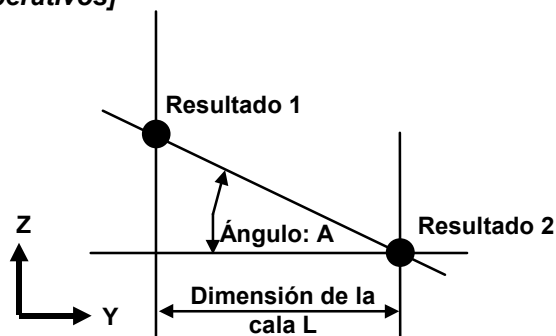 perativos]
Resultado 1
Ángulo: A
Resultado 2
Z
Y
Dimensión de la
cala L